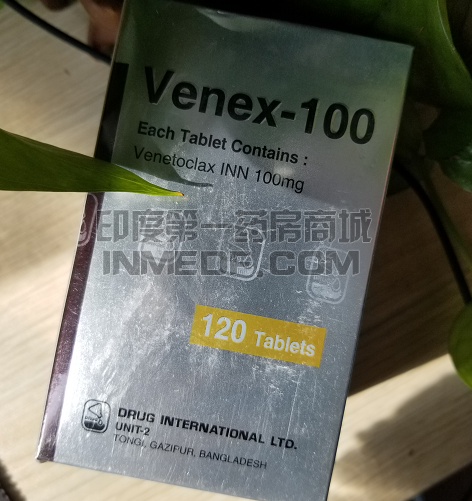 Venex-100
Each Tablet Contains :
Venetoclax INN 100mg
印度第一药房商城
INMEDIN.COM
120 Tablets
DRUG INTERNATIONAL LTD.
UNIT-2
TONGI, GAZIPUR, BANGLADESH